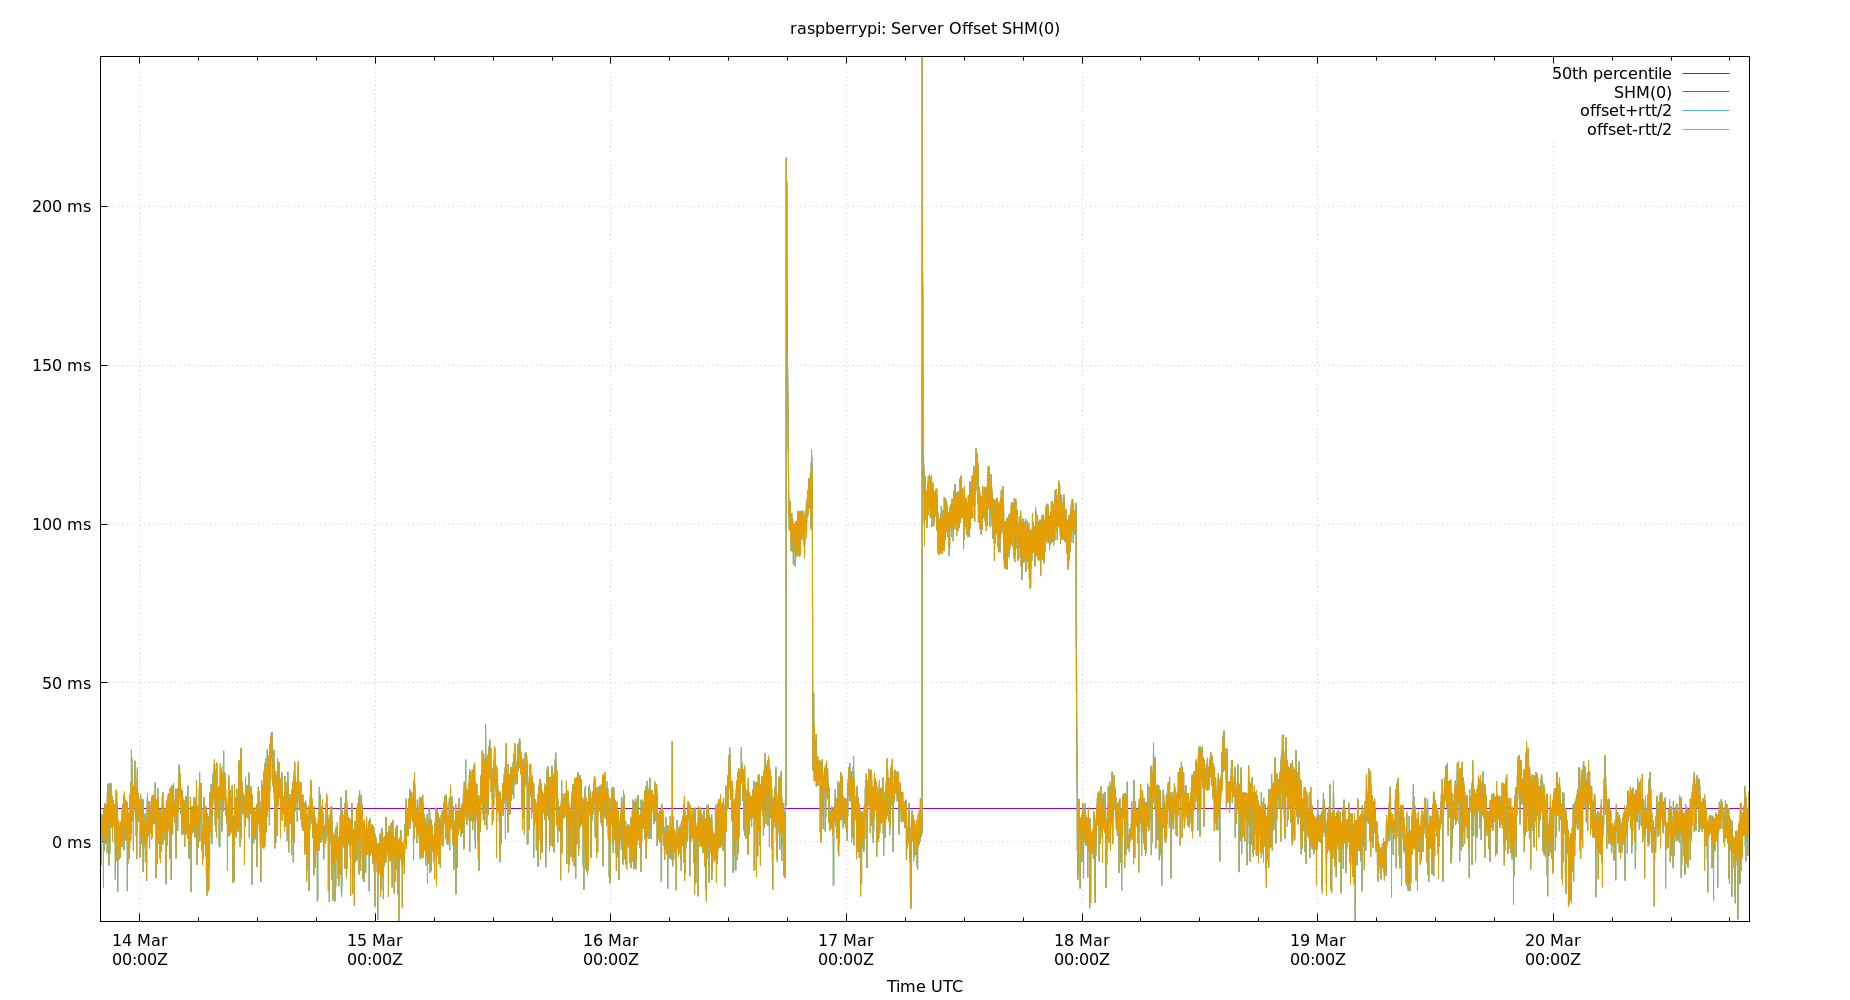 raspberrypi: Server Offset SHM(0)
50th percentile
SHM(0)
offset+rtt/2
offset-rtt/2
200 ms
150 ms
100 ms
50 ms
0 ms
14 Mar 15 Mar 16 Mar 17 Mar 18 Mar 19 Mar 20 Mar
00:00Z 00:00Z 00:00Z 00:00Z 00:00Z 00:00Z 00:00Z
Time UTC